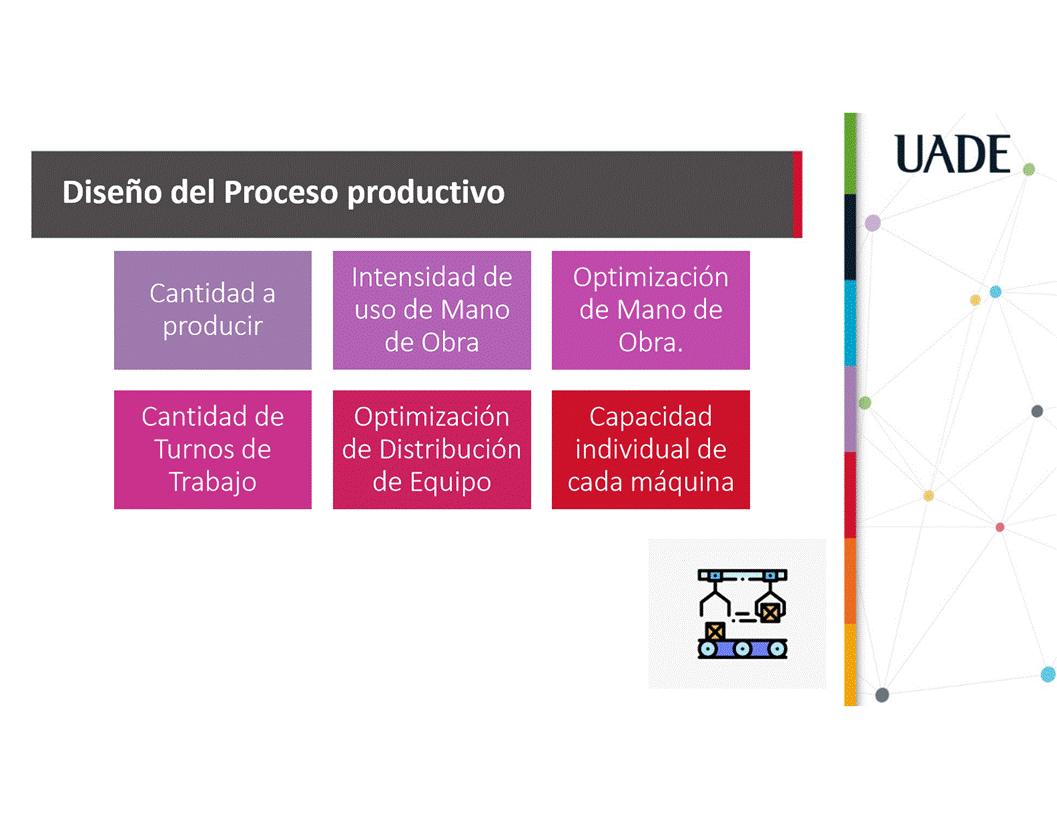 UADE
Diseño del Proceso productivo
Cantidad a
producir
Intensidad de
uso de Mano
de Obra
Optimización
de Mano de
Obra.
Cantidad de
Turnos de
Trabajo
Optimización
de Distribución
de Equipo
Capacidad
individual de
cada máquina